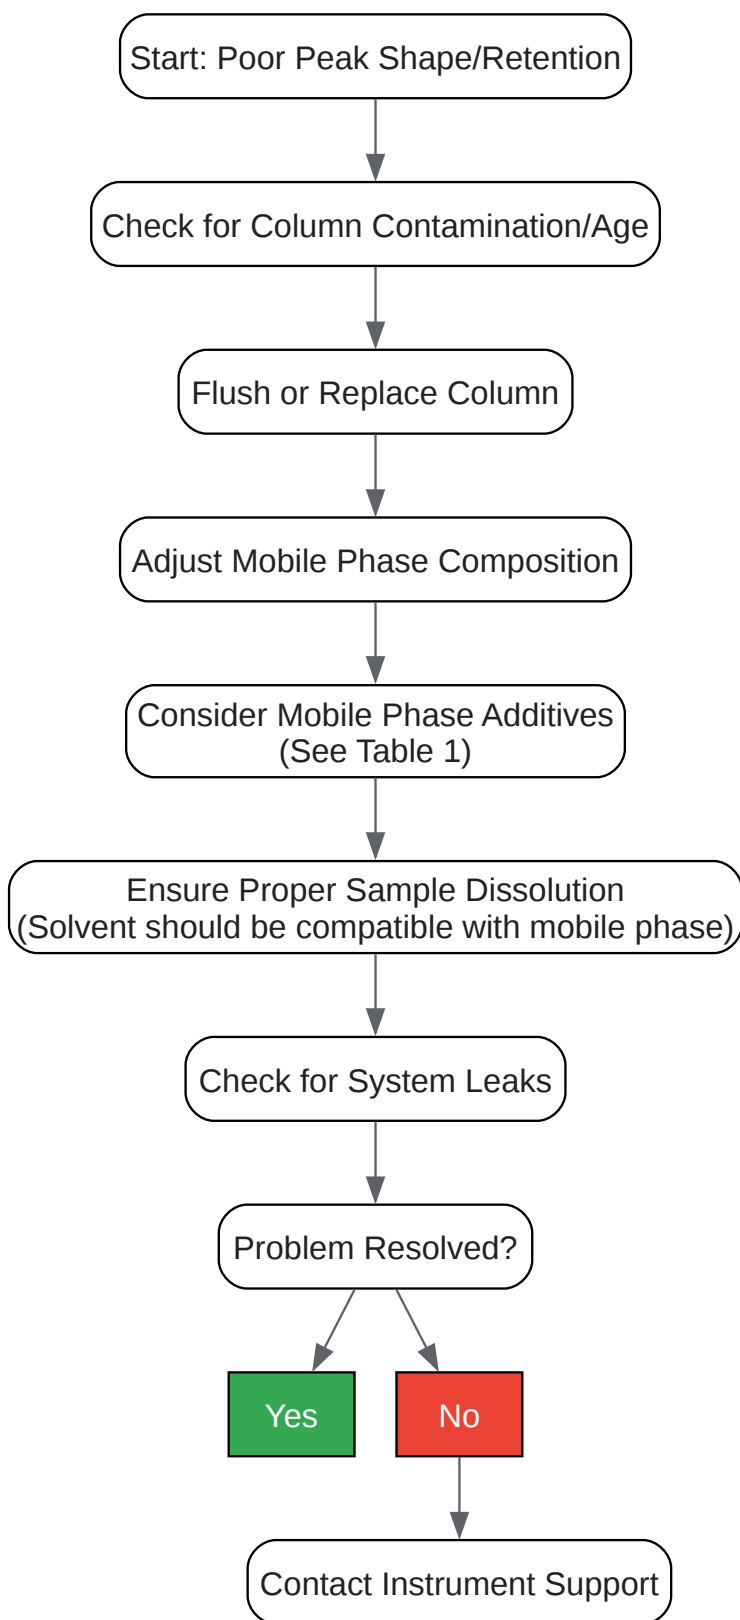 Start: Poor Peak Shape/Retention
Check for Column Contamination/Age
Flush or Replace Column
Adjust Mobile Phase Composition
Consider Mobile Phase Additives
(See Table 1)
Ensure Proper Sample Dissolution
(Solvent should be compatible with mobile phase)
Check for System Leaks
Problem Resolved?
Yes
No
Contact Instrument Support